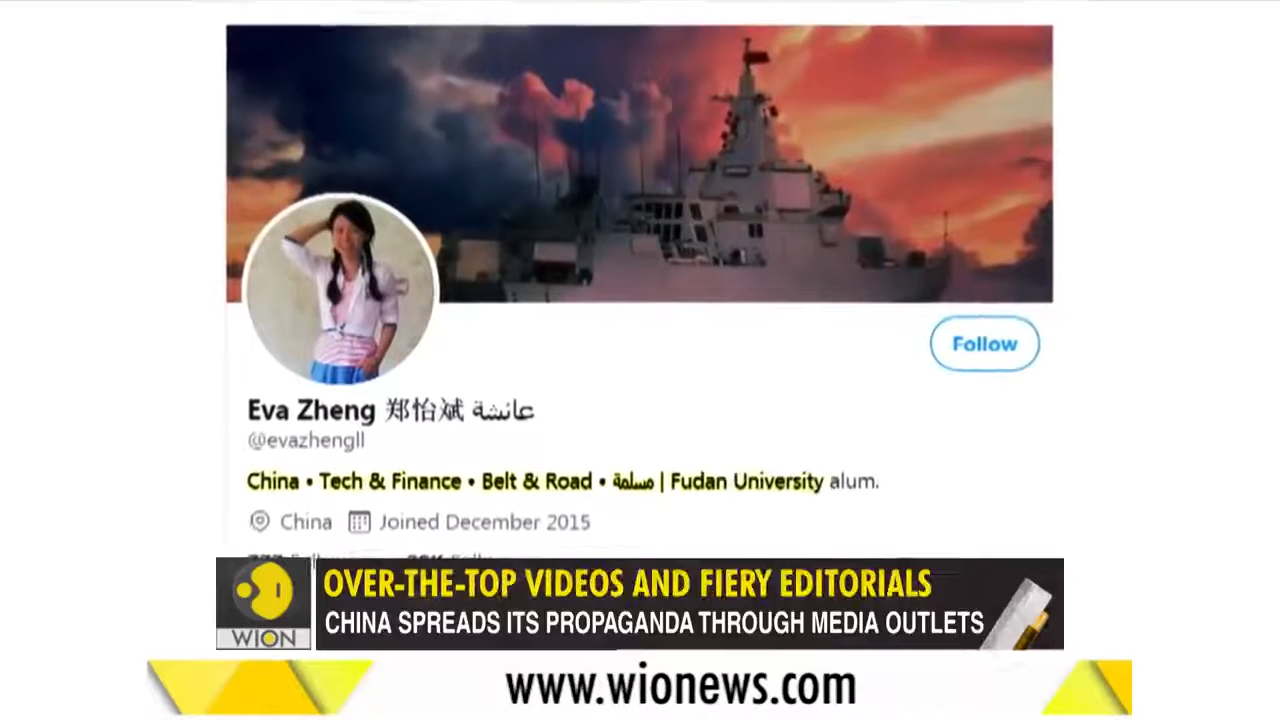 Eva Zheng 郑怡斌 عائشة
@evazhengll
China • Tech & Finance • Belt & Road • مسلمة | Fudan University alum.
China Joined December 2015
Follow
OVER-THE-TOP VIDEOS AND FIERY EDITORIALS
CHINA SPREADS ITS PROPAGANDA THROUGH MEDIA OUTLETS
WION
www.wionews.com